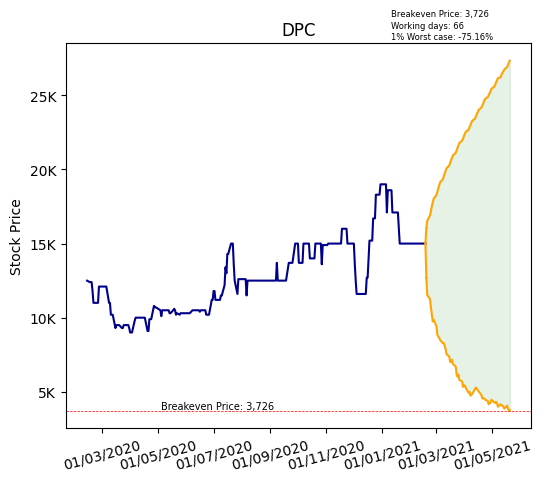 Breakeven Price: 3,726
Working days: 66
1% Worst case: -75.16%
DPC
Stock Price
25K
20K
15K
10K
5K
Breakeven Price: 3,726
01/03/2020
01/05/2020
01/07/2020
01/09/2020
01/11/2020
01/01/2021
01/03/2021
01/05/2021